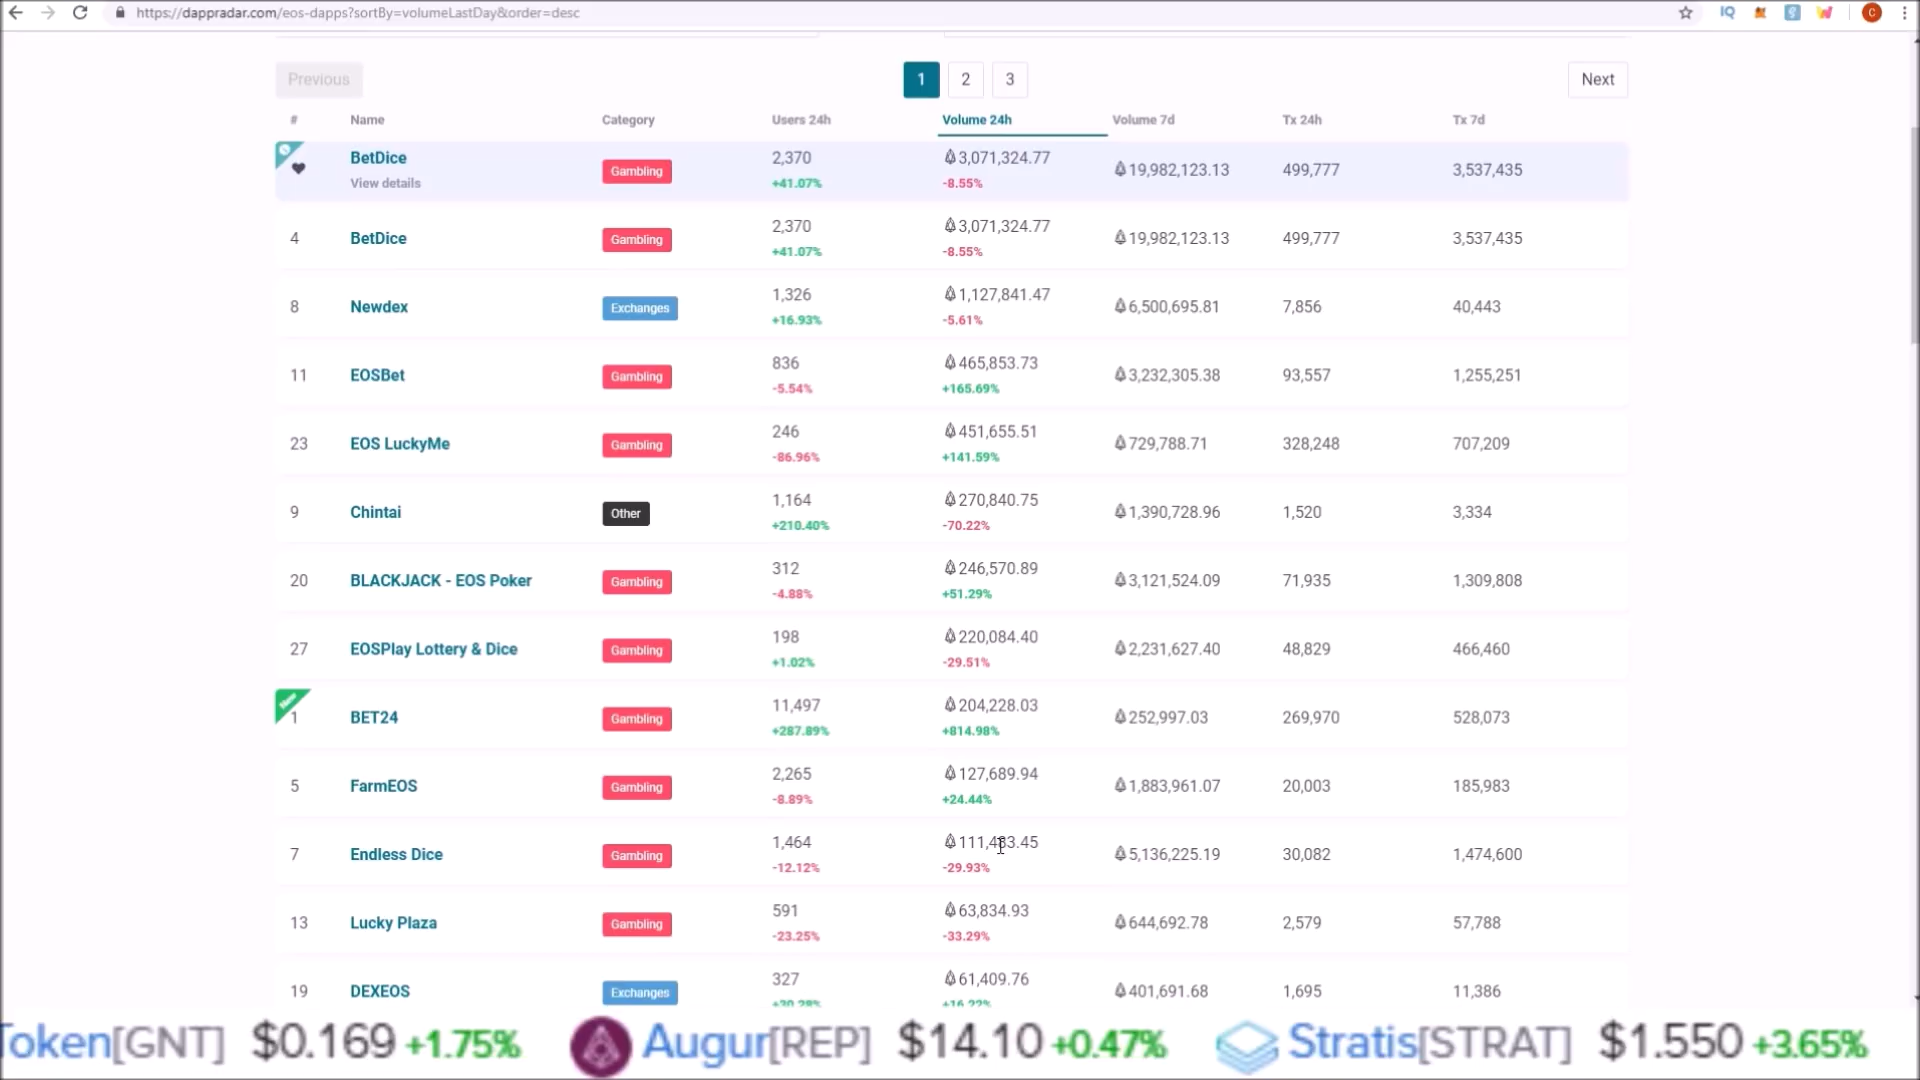 https://dappradar.com/eos-dapps?sortBy=volumeLastDay&order=desc
Previous 1 2 3 Next
# Name Category Users 24h Volume 24h Volume 7d Tx 24h Tx 7d
BetDice Gambling 2,370 3,071,324.77 19,982,123.13 499,777 3,537,435
View details +41.07% -8.55%
4 BetDice Gambling 2,370 3,071,324.77 19,982,123.13 499,777 3,537,435
+41.07% -8.55%
8 Newdex Exchanges 1,326 1,127,841.47 6,500,695.81 7,856 40,443
+16.93% -5.61%
11 EOSBet Gambling 836 465,853.73 3,232,305.38 93,557 1,255,251
-5.54% +165.69%
23 EOS LuckyMe Gambling 246 451,655.51 729,788.71 328,248 707,209
-86.96% +141.59%
9 Chintai Other 1,164 270,840.75 1,390,728.96 1,520 3,334
+210.40% -70.22%
20 BLACKJACK - EOS Poker Gambling 312 246,570.89 3,121,524.09 71,935 1,309,808
-4.88% +51.29%
27 EOSPlay Lottery & Dice Gambling 198 220,084.40 2,231,627.40 48,829 466,460
+1.02% -29.51%
New
1 BET24 Gambling 11,497 204,228.03 252,997.03 269,970 528,073
+287.89% +814.98%
5 FarmEOS Gambling 2,265 127,689.94 1,883,961.07 20,003 185,983
-8.89% +24.44%
7 Endless Dice Gambling 1,464 5,136,225.19 30,082 1,474,600
-12.12% -29.93%
13 Lucky Plaza Gambling 591 63,834.93 644,692.78 2,579 57,788
-23.25% -33.29%
19 DEXEOS Exchanges 327 61,409.76 401,691.68 1,695 11,386
+30.28% +16.22%
Token[GNT] $0.169 +1.75% Augur[REP] $14.10 +0.47% Stratis[STRAT] $1.550 +3.65%